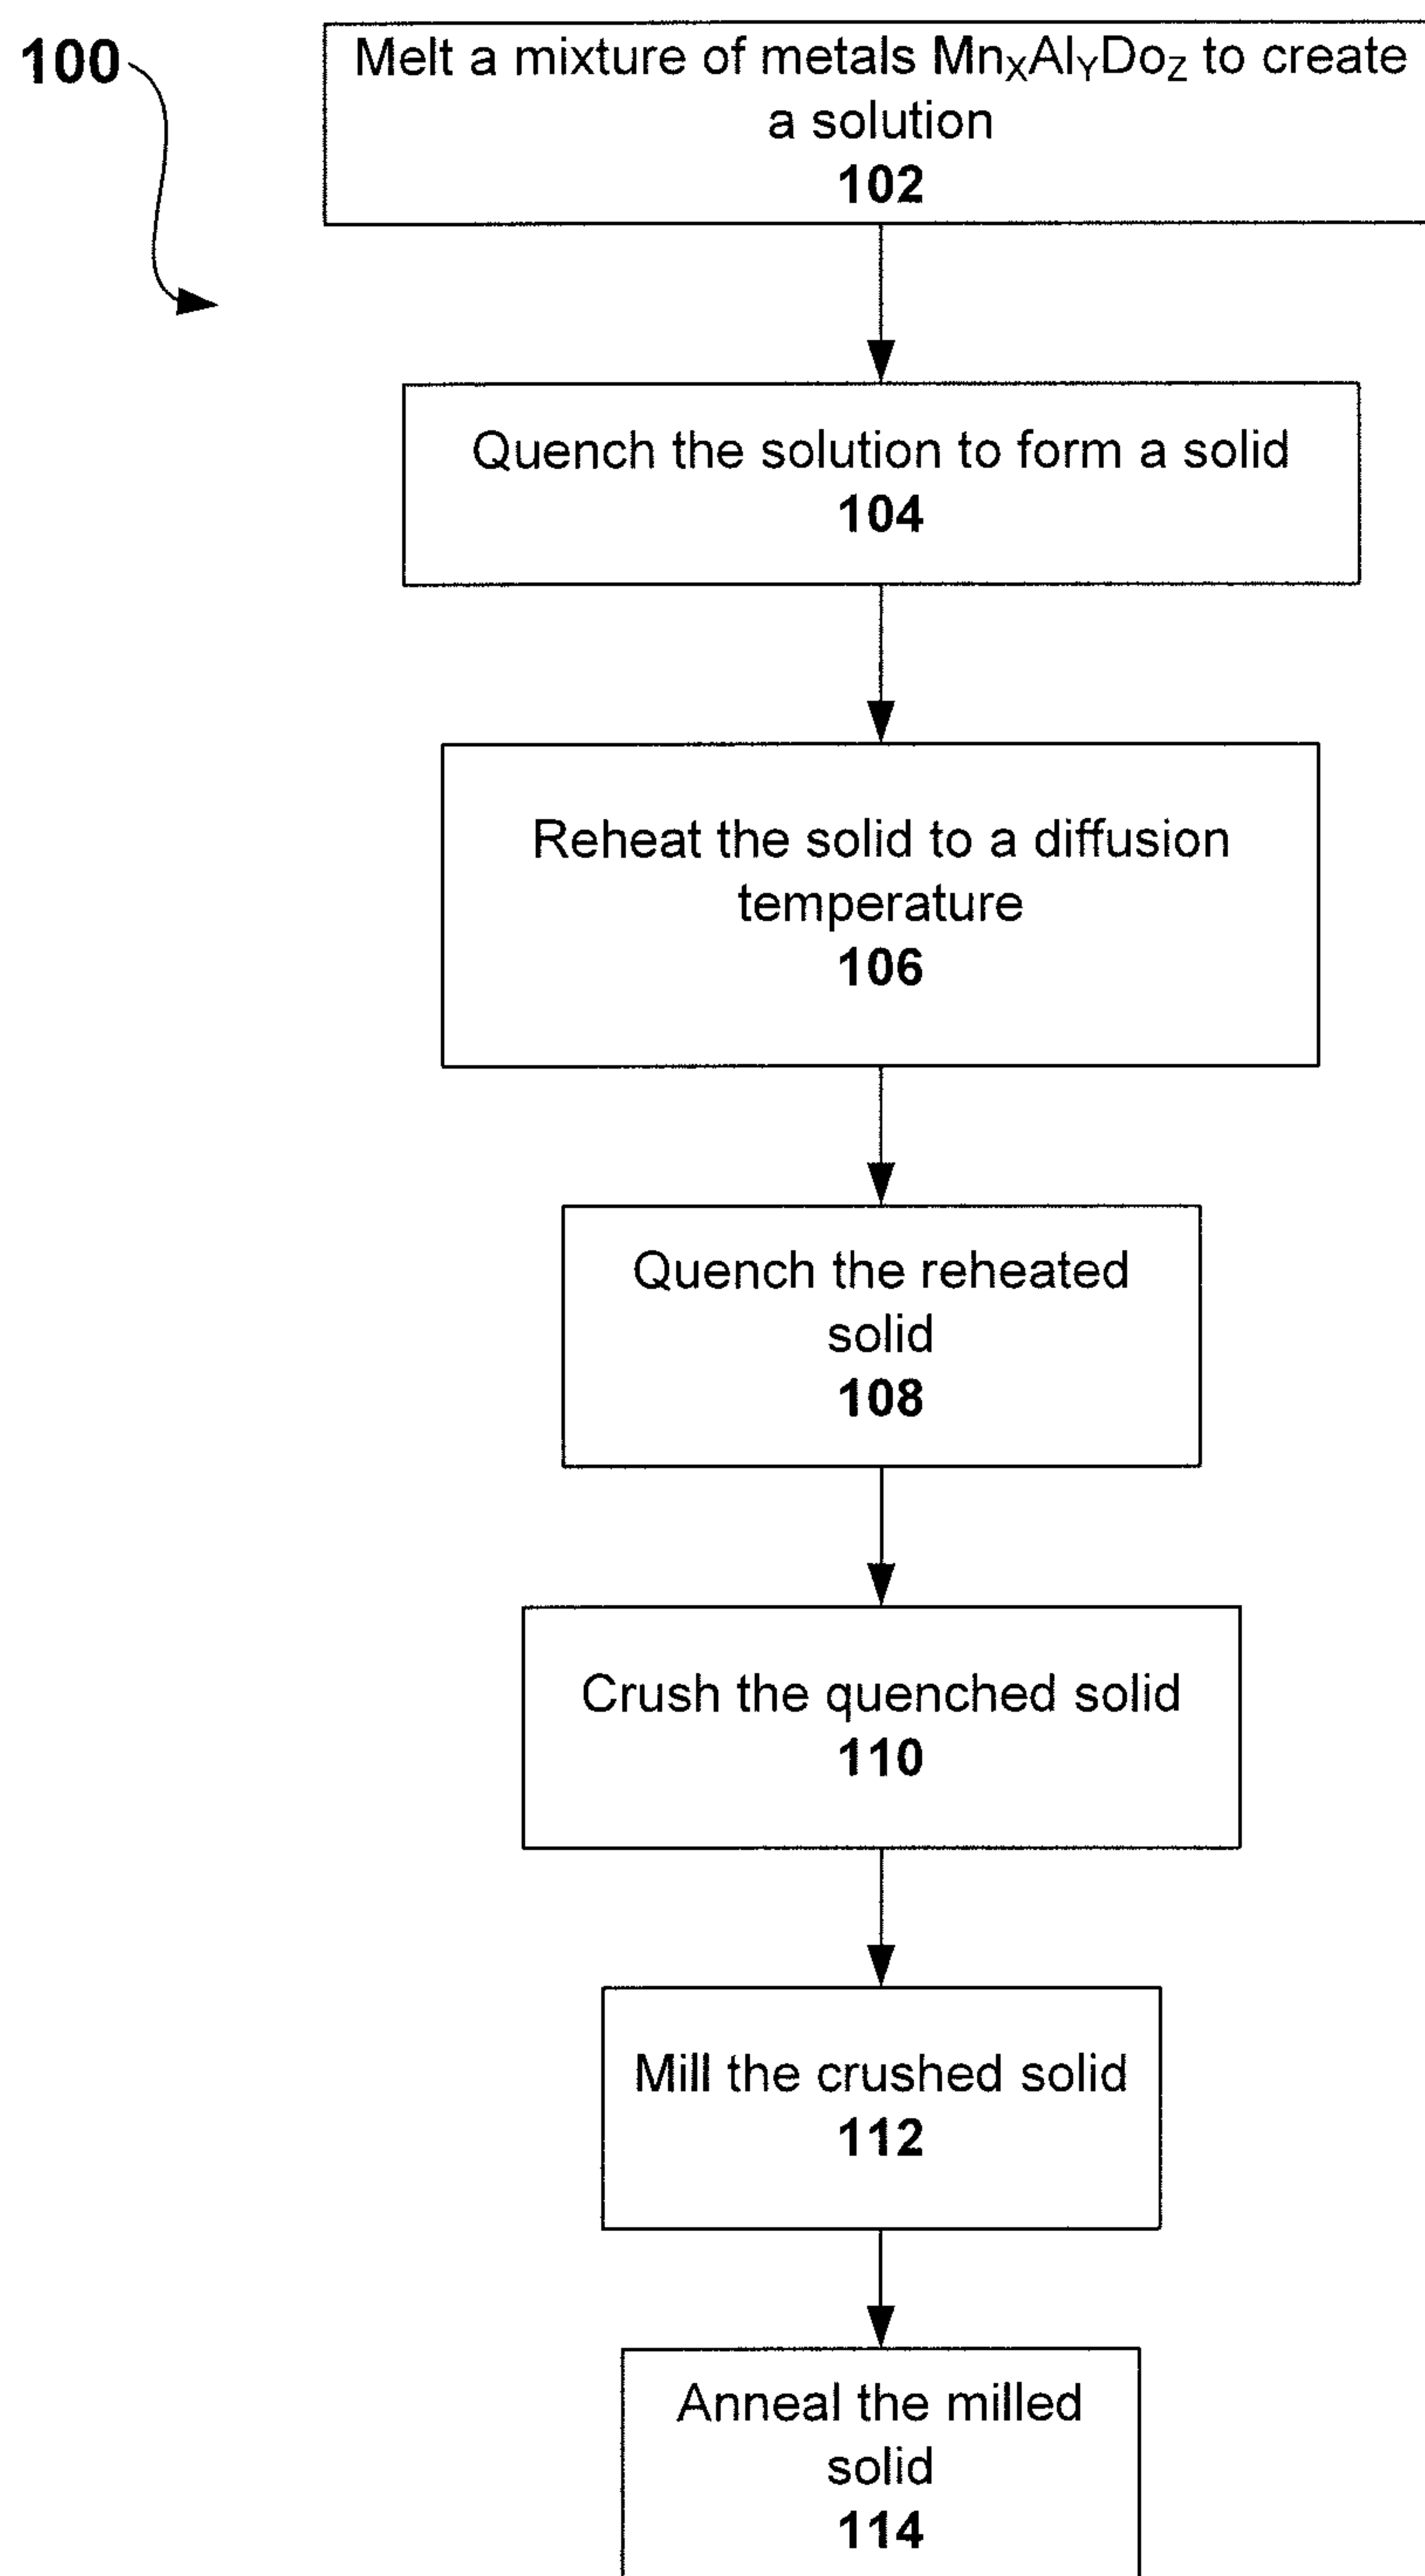 100
Melt a mixture of metals MnXAlYDoZ to create
a solution
102
Quench the solution to form a solid
104
Reheat the solid to a diffusion
temperature
106
Quench the reheated
solid
108
Crush the quenched solid
110
Mill the crushed solid
112
Anneal the milled
solid
114